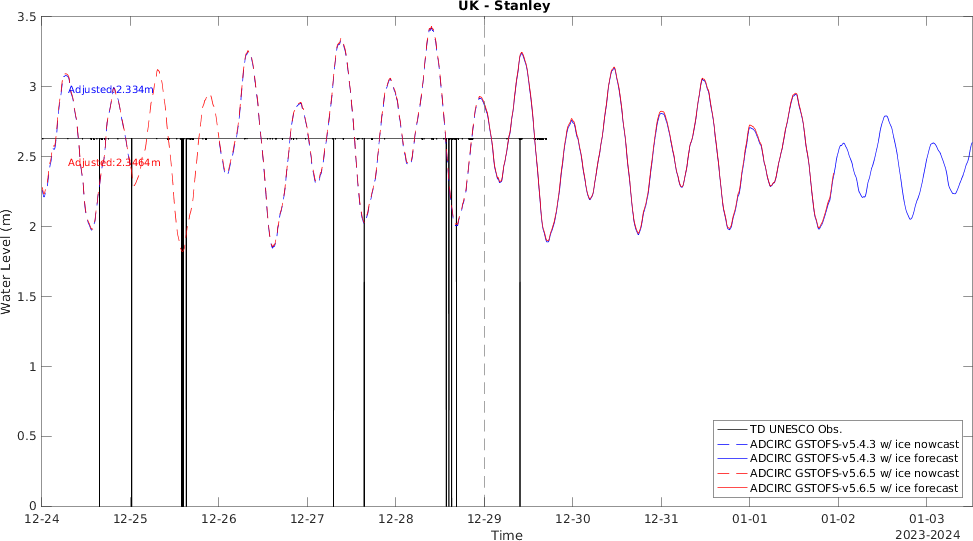 UK - Stanley
3.5
3
2.5
2
1.5
1
0.5
0
Water Level (m)
Adjusted:2.334m
Adjusted:2.3464m
TD UNESCO Obs.
ADCIRC GSTOFS-v5.4.3 w/ ice nowcast
ADCIRC GSTOFS-v5.4.3 w/ ice forecast
ADCIRC GSTOFS-v5.6.5 w/ ice nowcast
ADCIRC GSTOFS-v5.6.5 w/ ice forecast
12-24 12-25 12-26 12-27 12-28 12-29 12-30 12-31 01-01 01-02 01-03
Time
2023-2024